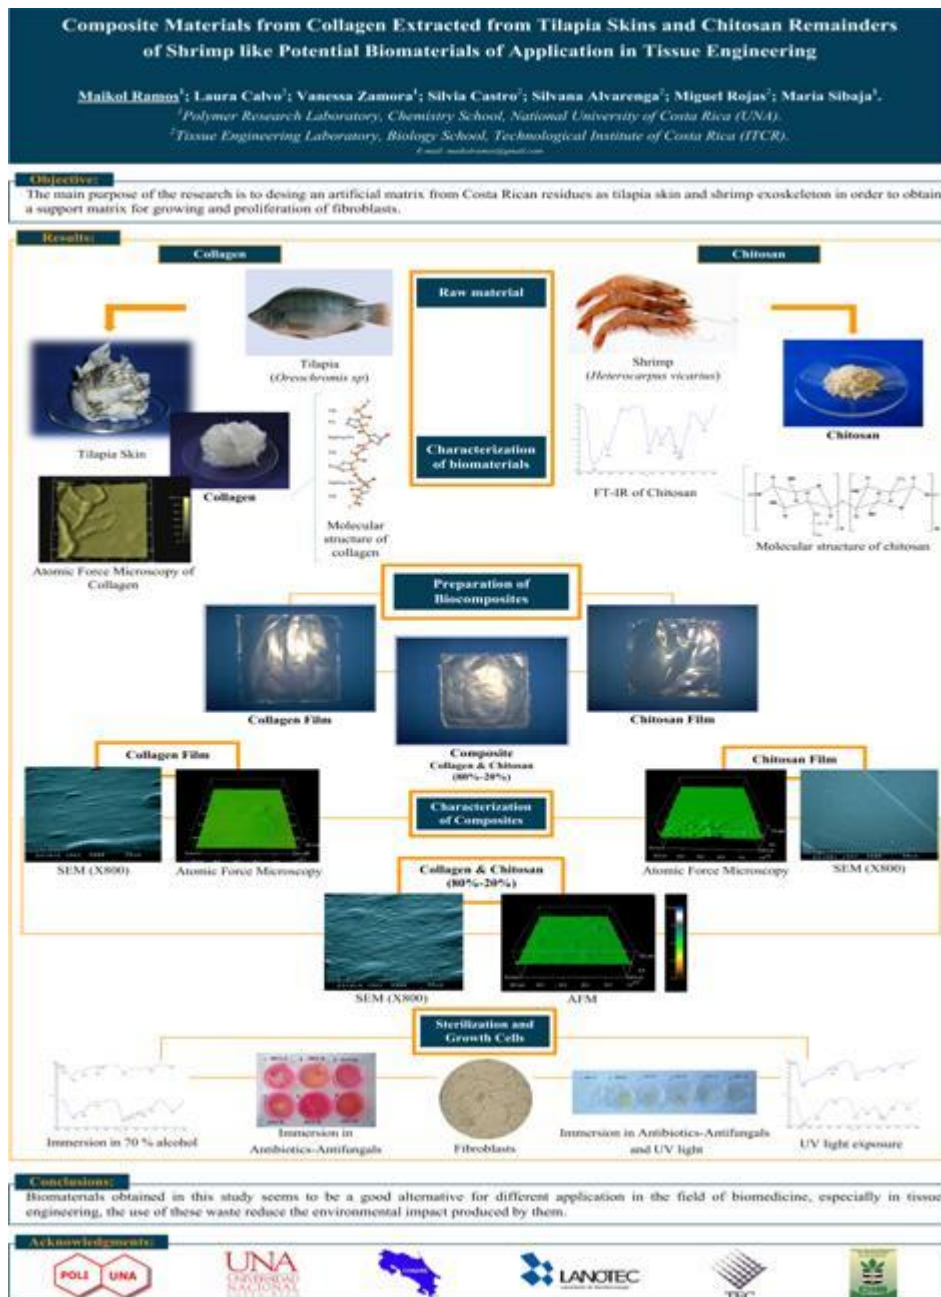 Composite Materials from Collagen Extracted from Tilapia Skins and Chitosan Remainders
of Shrimp like Potential Biomaterials of Application in Tissue Engineering
Maikol Ramos¹; Laura Calvo²; Vanessa Zamora¹; Silvia Castro²; Silvana Alvarenga²; Miguel Rojas²; María Sibaja¹.
¹Polymer Research Laboratory, Chemistry School, National University of Costa Rica (UNA).
²Tissue Engineering Laboratory, Biology School, Technological Institute of Costa Rica (ITCR).
Objective:
The main purpose of the research is to desing an artificial matrix from Costa Rican residues as tilapia skin and shrimp exoskeleton in order to obtain
a support matrix for growing and proliferation of fibroblasts.
Results:
Collagen
Chitosan
Raw material
Tilapia
(Oreochromis sp)
Shrimp
(Heterocarpus vicarius)
Tilapia Skin
Collagen
Chitosan
Characterization
of biomaterials
FT-IR of Chitosan
Molecular
structure of
collagen
Molecular structure of chitosan
Atomic Force Microscopy of
Collagen
Preparation of
Biocomposites
Collagen Film
Chitosan Film
Composite
Collagen & Chitosan
(80%-20%)
Collagen Film
Chitosan Film
Characterization
of Composites
SEM (X800)
Atomic Force Microscopy
Atomic Force Microscopy
SEM (X800)
Collagen & Chitosan
(80%-20%)
SEM (X800)
AFM
Sterilization and
Growth Cells
Immersion in 70 % alcohol
Immersion in
Antibiotics-Antifungals
Fibroblasts
Immersion in Antibiotics-Antifungals
and UV light
UV light exposure
Conclusions:
Biomaterials obtained in this study seems to be a good alternative for different application in the field of biomedicine, especially in tissue
engineering, the use of these waste reduce the environmental impact produced by them.
Acknowledgments:
POLI UNA
UNA
UNIVERSIDAD
NACIONAL
LANOTEC
TEC